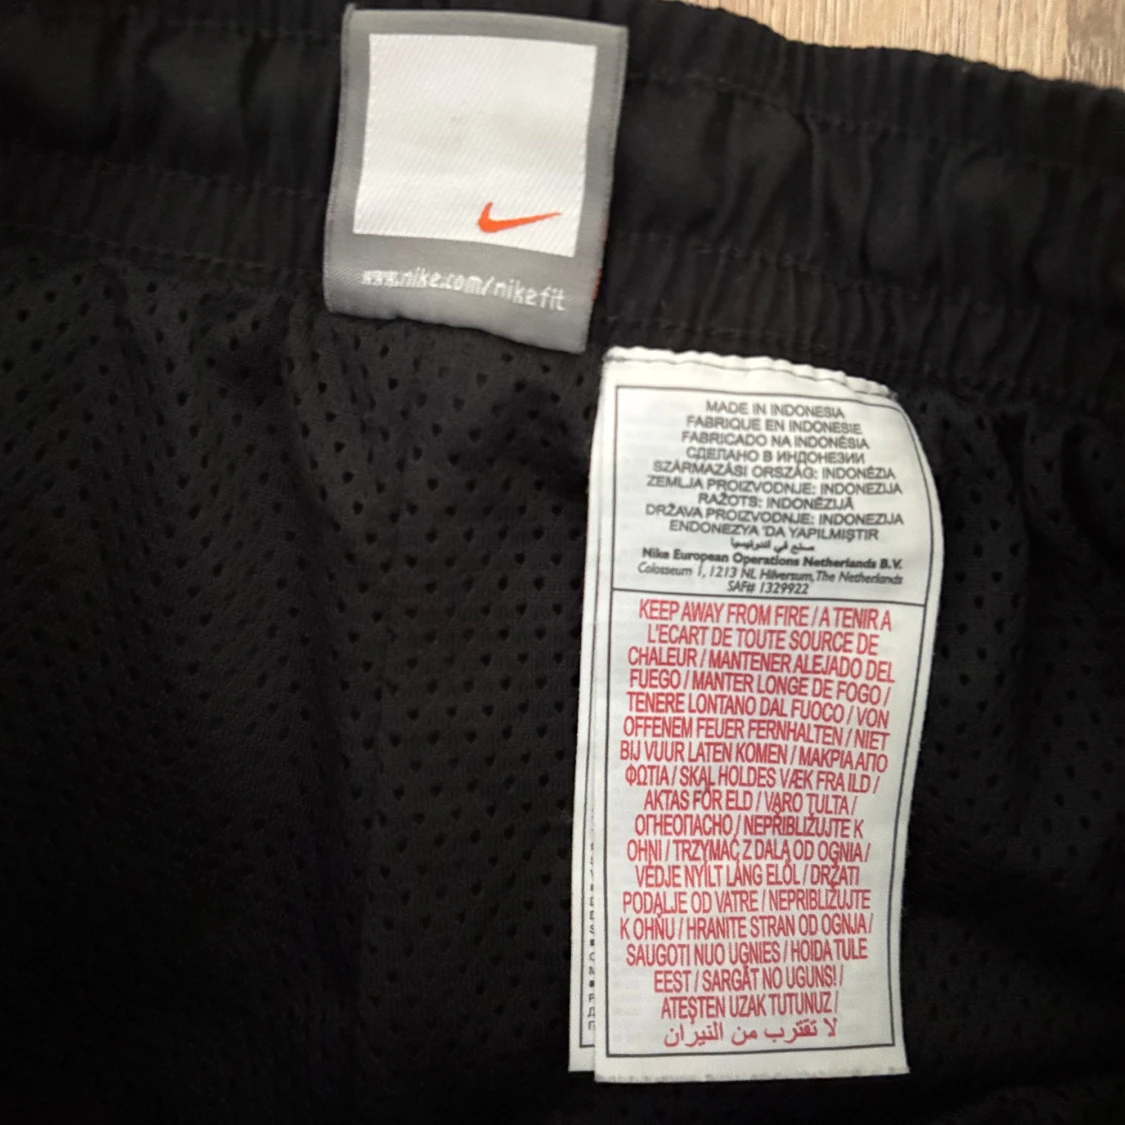 www.nike.com/nikefit
MADE IN INDONESIA
FABRIQUE EN INDONESIE
FABRICADO NA INDONÉSIA
СДЕЛАНО В ИНДОНЕЗИИ
SZÁRMAZÁSI ORSZÁG: INDONÉZIA
ZEMLJA PROIZVODNJE: INDONEZIJA
RAŽOTS: INDONĒZIJĀ
DRŽAVA PROIZVODNJE: INDONEZIJA
ENDONEZYA 'DA YAPILMIŞTIR
صنع في اندونيسيا
Nike European Operations Netherlands B.V.
Colosseum 1, 1213 NL Hilversum, The Netherlands
SAF# 1329922
KEEP AWAY FROM FIRE / A TENIR A
L'ECART DE TOUTE SOURCE DE
CHALEUR / MANTENER ALEJADO DEL
FUEGO / MANTER LONGE DE FOGO /
TENERE LONTANO DAL FUOCO / VON
OFFENEM FEUER FERNHALTEN / NIET
BIJ VUUR LATEN KOMEN / ΜΑΚΡΙΑ ΑΠΟ
ΦΩΤΙΑ / SKAL HOLDES VÆK FRA ILD /
AKTAS FÖR ELD / VARO TULTA /
ОГНЕОПАСНО / NEPŘIBLIŽUJTE K
OHNI / TRZYMAĆ Z DALA OD OGNIA /
VÉDJE NYÍLT LÁNG ELŐL / DRŽATI
PODALJE OD VATRE / NEPRIBLIŽUJTE
K OHŇU / HRANITE STRAN OD OGNJA /
SAUGOTI NUO UGNIES / HOIDA TULE
EEST / SARGĀT NO UGUNS! /
ATEŞTEN UZAK TUTUNUZ /
لا تقترب من النيران